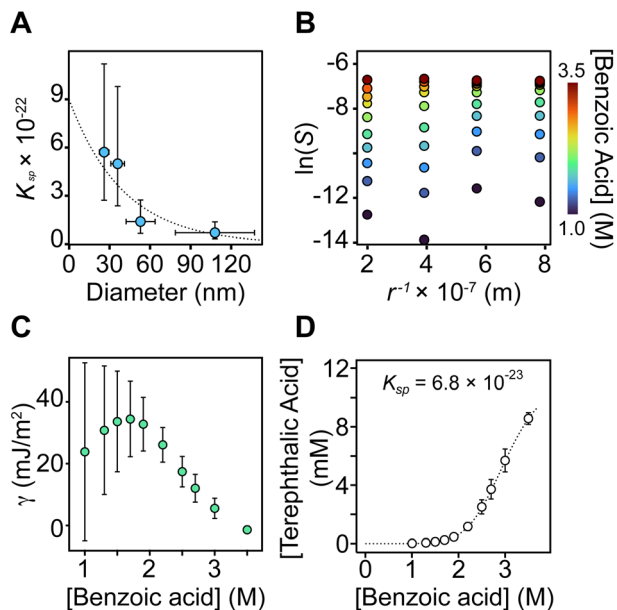 A
K_sp × 10^-22
9
6
3
0
0 30 60 90 120
Diameter (nm)
B
ln(S)
-6
-8
-12
-14
2 4 6 8
r^-1 × 10^-7 (m)
[Benzoic Acid] (M)
3.5
1.0
C
γ (mJ/m²)
40
20
0
1 2 3
[Benzoic acid] (M)
D
[Terephthalic Acid]
(mM)
K_sp = 6.8 × 10^-23
12
8
4
0
0 1 2 3
[Benzoic acid] (M)